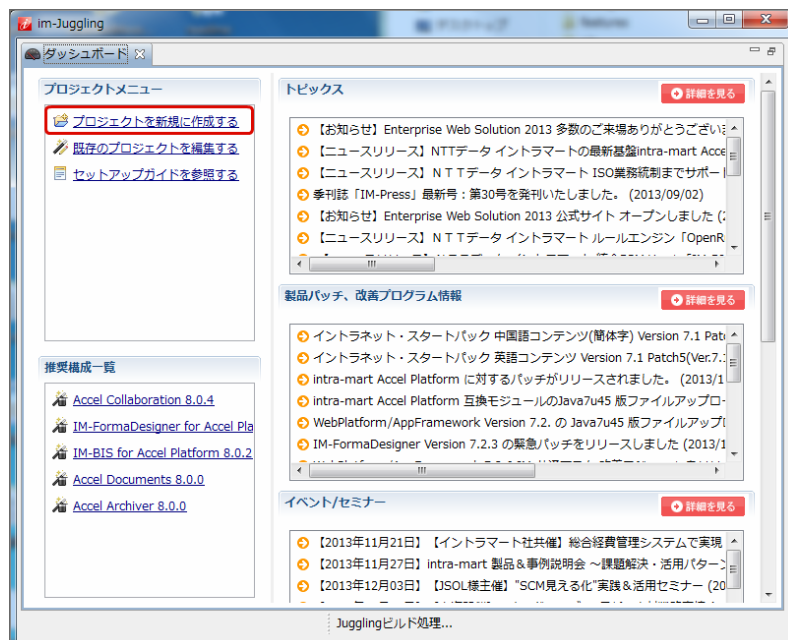 im-Juggling
ダッシュボード
プロジェクトメニュー
プロジェクトを新規に作成する
既存のプロジェクトを編集する
セットアップガイドを参照する
推奨構成一覧
Accel Collaboration 8.0.4
IM-FormaDesigner for Accel Pla
IM-BIS for Accel Platform 8.0.2
Accel Documents 8.0.0
Accel Archiver 8.0.0
トピックス
詳細を見る
【お知らせ】Enterprise Web Solution 2013 多数のご来場ありがとうござい
【ニュースリリース】NTTデータ イントラマートの最新基盤intra-mart Acce
【ニュースリリース】ＮＴＴデータ イントラマート ISO業務統制までサポー
季刊誌「IM-Press」最新号：第30号を発刊いたしました。 (2013/09/02)
【お知らせ】Enterprise Web Solution 2013 公式サイト オープンしました (2
【ニュースリリース】ＮＴＴデータ イントラマート ルールエンジン「OpenR
製品パッチ、改善プログラム情報
詳細を見る
イントラネット・スタートパック 中国語コンテンツ(簡体字) Version 7.1 Pat
イントラネット・スタートパック 英語コンテンツ Version 7.1 Patch5(Ver.7.
intra-mart Accel Platform に対するパッチがリリースされました。 (2013/1
intra-mart Accel Platform 互換モジュールのJava7u45 版ファイルアップロー
WebPlatform/AppFramework Version 7.2. の Java7u45 版ファイルアップ
IM-FormaDesigner Version 7.2.3 の緊急パッチをリリースしました (2013/1
イベント/セミナー
詳細を見る
【2013年11月21日】【イントラマート社共催】総合経費管理システムで実現
【2013年11月27日】intra-mart 製品＆事例説明会 ～課題解決・活用パターン
【2013年12月03日】【JSOL様主催】"SCM見える化"実践＆活用セミナー (20
Jugglingビルド処理...